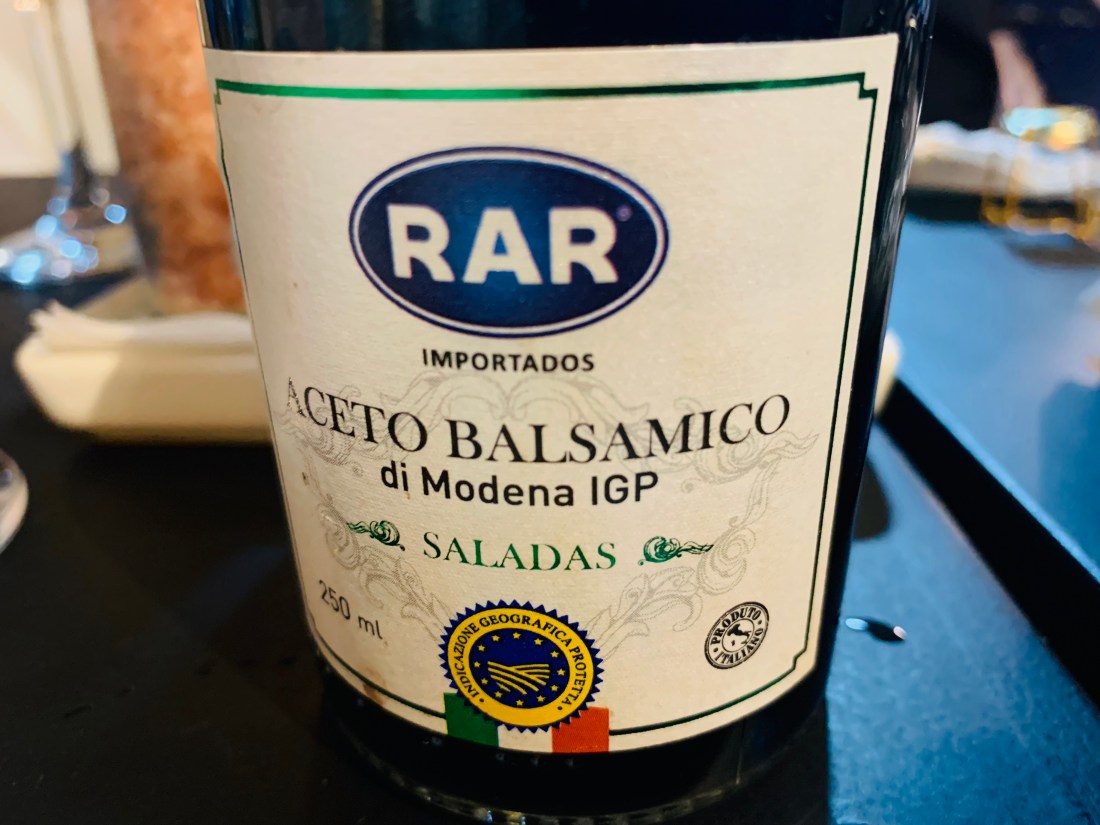 RAR
IMPORTADOS
ACETO BALSAMICO
di Modena IGP
SALADAS
250 ml
INDICAZIONE GEOGRAFICA PROTETTA
PRODUTO
ITALIANO